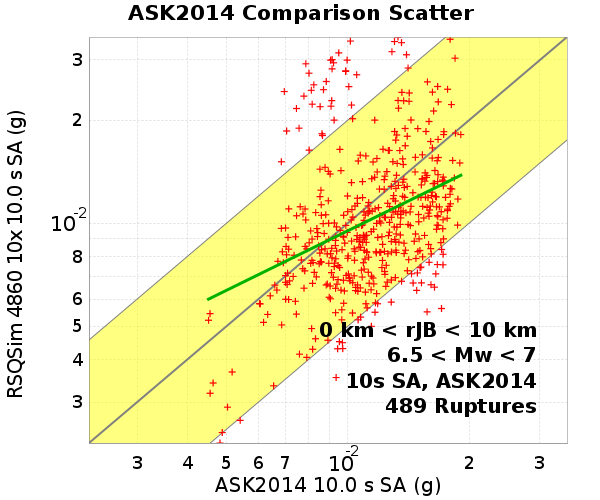 ASK2014 Comparison Scatter
RSQSim 4860 10x 10.0 s SA (g)
3
2
10-2
8
6
5
4
3
0 km < rJB < 10 km
6.5 < Mw < 7
10s SA, ASK2014
489 Ruptures
3 4 5 6 7 10-2 2 3
ASK2014 10.0 s SA (g)